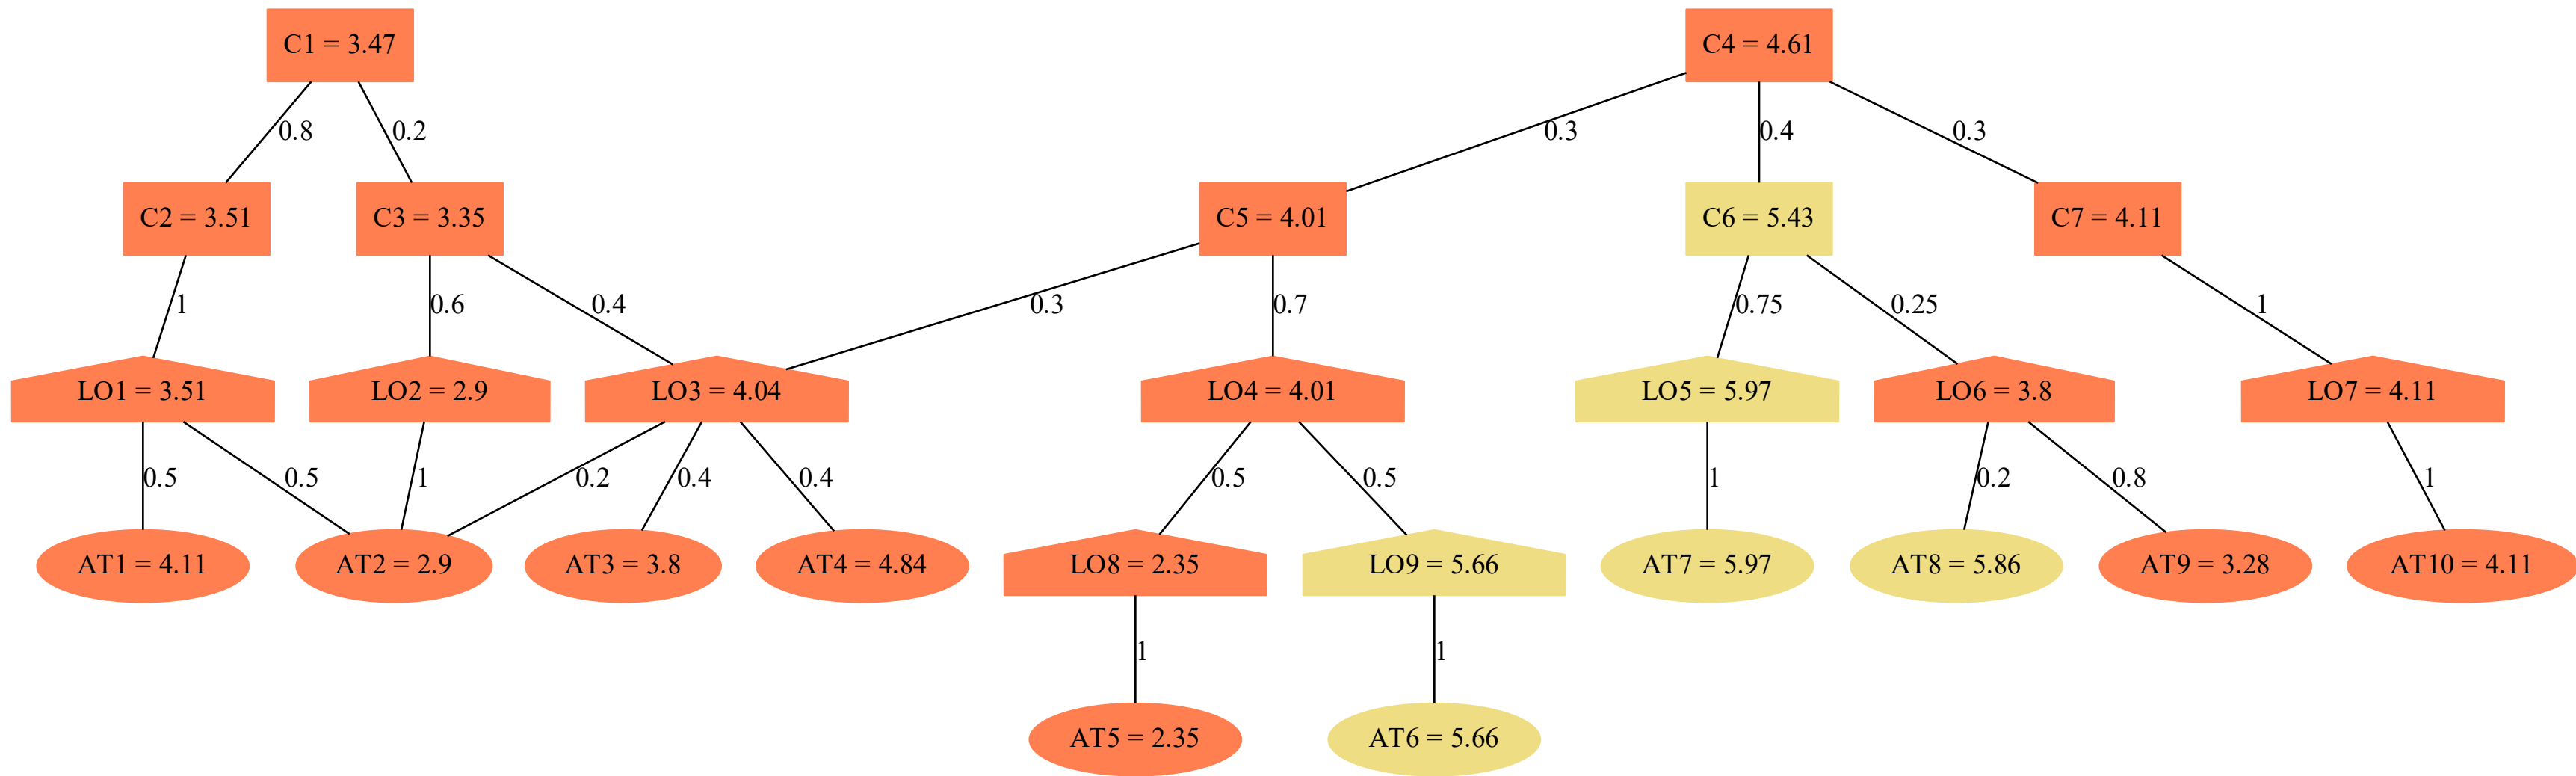 C1 = 3.47
C4 = 4.61
0.8
0.2
0.3
0.4
0.3
C2 = 3.51
C3 = 3.35
C5 = 4.01
C6 = 5.43
C7 = 4.11
1
0.6
0.4
0.3
0.7
0.75
0.25
1
LO1 = 3.51
LO2 = 2.9
LO3 = 4.04
LO4 = 4.01
LO5 = 5.97
LO6 = 3.8
LO7 = 4.11
0.5
0.5
1
0.2
0.4
0.4
0.5
0.5
1
0.2
0.8
1
AT1 = 4.11
AT2 = 2.9
AT3 = 3.8
AT4 = 4.84
LO8 = 2.35
LO9 = 5.66
AT7 = 5.97
AT8 = 5.86
AT9 = 3.28
AT10 = 4.11
1
1
AT5 = 2.35
AT6 = 5.66